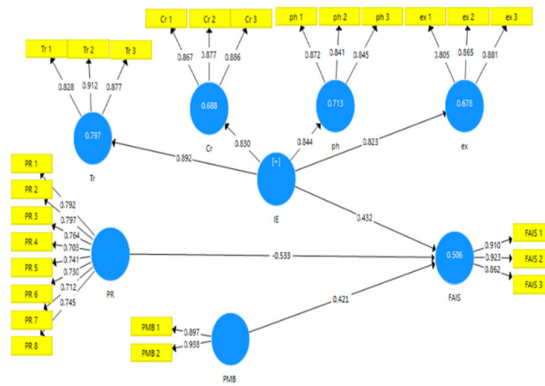 Cr 1 Cr 2 Cr 3 ph 1 ph 2 ph 3 ex 1 ex 2 ex 3
Tr 1 Tr 2 Tr 3
0.867 0.877 0.886 0.872 0.841 0.845 0.805 0.865 0.881
0.828 0.912 0.877
0.688 0.713 0.678
0.797
Cr ph ex
0.830 0.844 0.823
0.892
Tr
[+]
IE
PR 1
PR 2
PR 3
PR 4
PR 5
PR 6
PR 7
PR 8
0.792
0.797
0.764
0.703
0.741
0.730
0.712
0.745
PR
0.432
-0.533
0.421
0.506
FAIS
0.910
0.923
0.862
FAIS 1
FAIS 2
FAIS 3
PMB 1
PMB 2
0.897
0.938
PMB